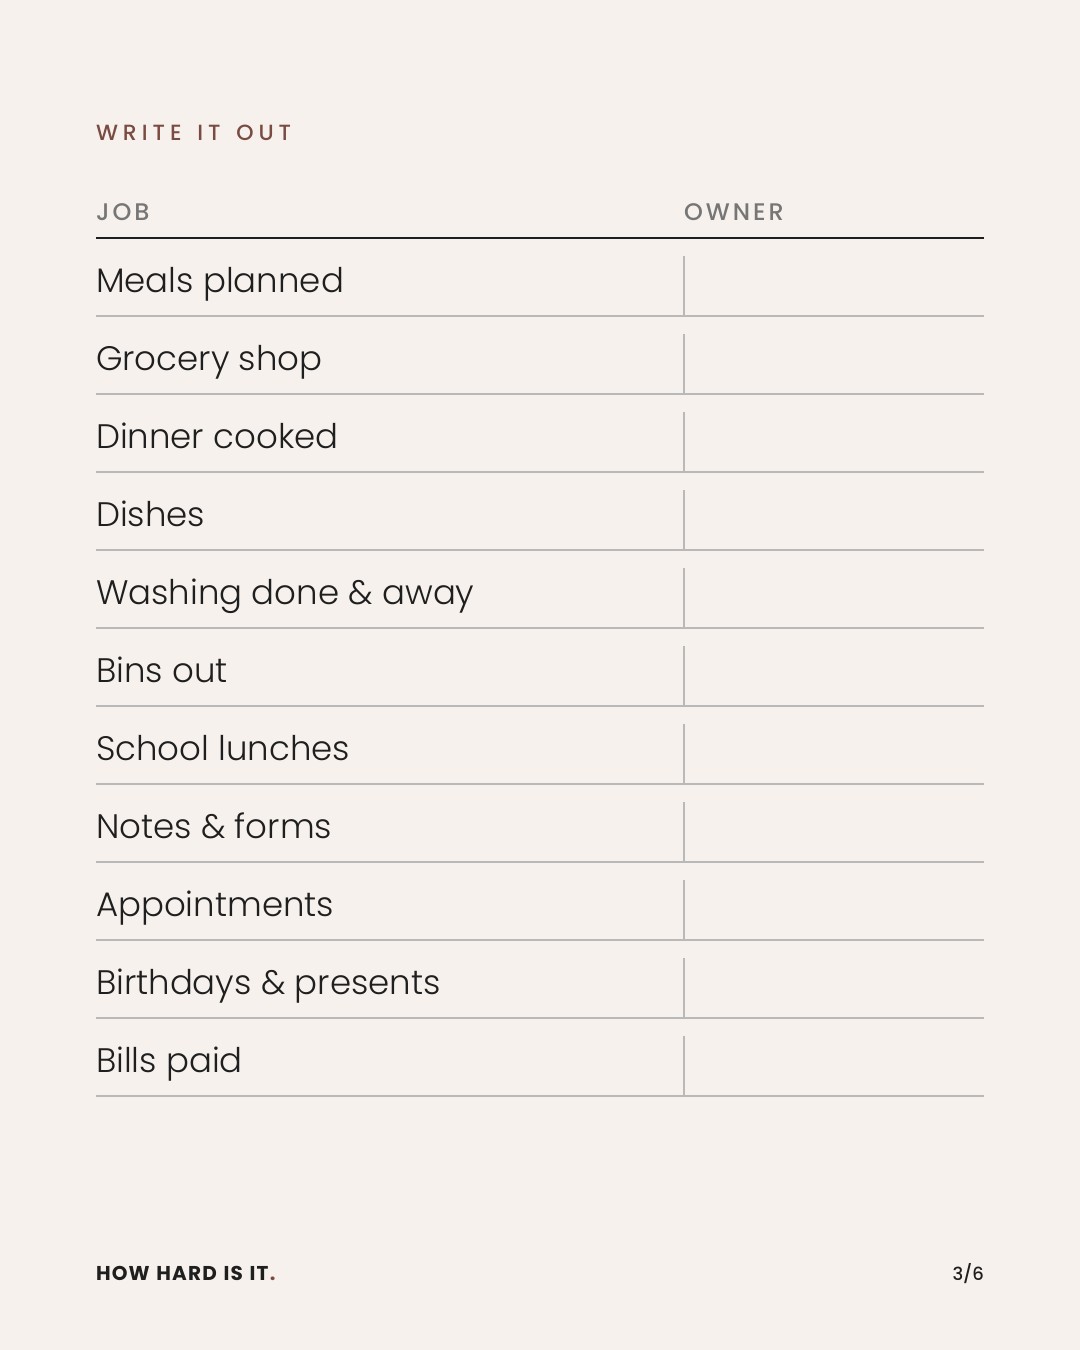 WRITE IT OUT
JOB OWNER
Meals planned
Grocery shop
Dinner cooked
Dishes
Washing done & away
Bins out
School lunches
Notes & forms
Appointments
Birthdays & presents
Bills paid
HOW HARD IS IT. 3/6